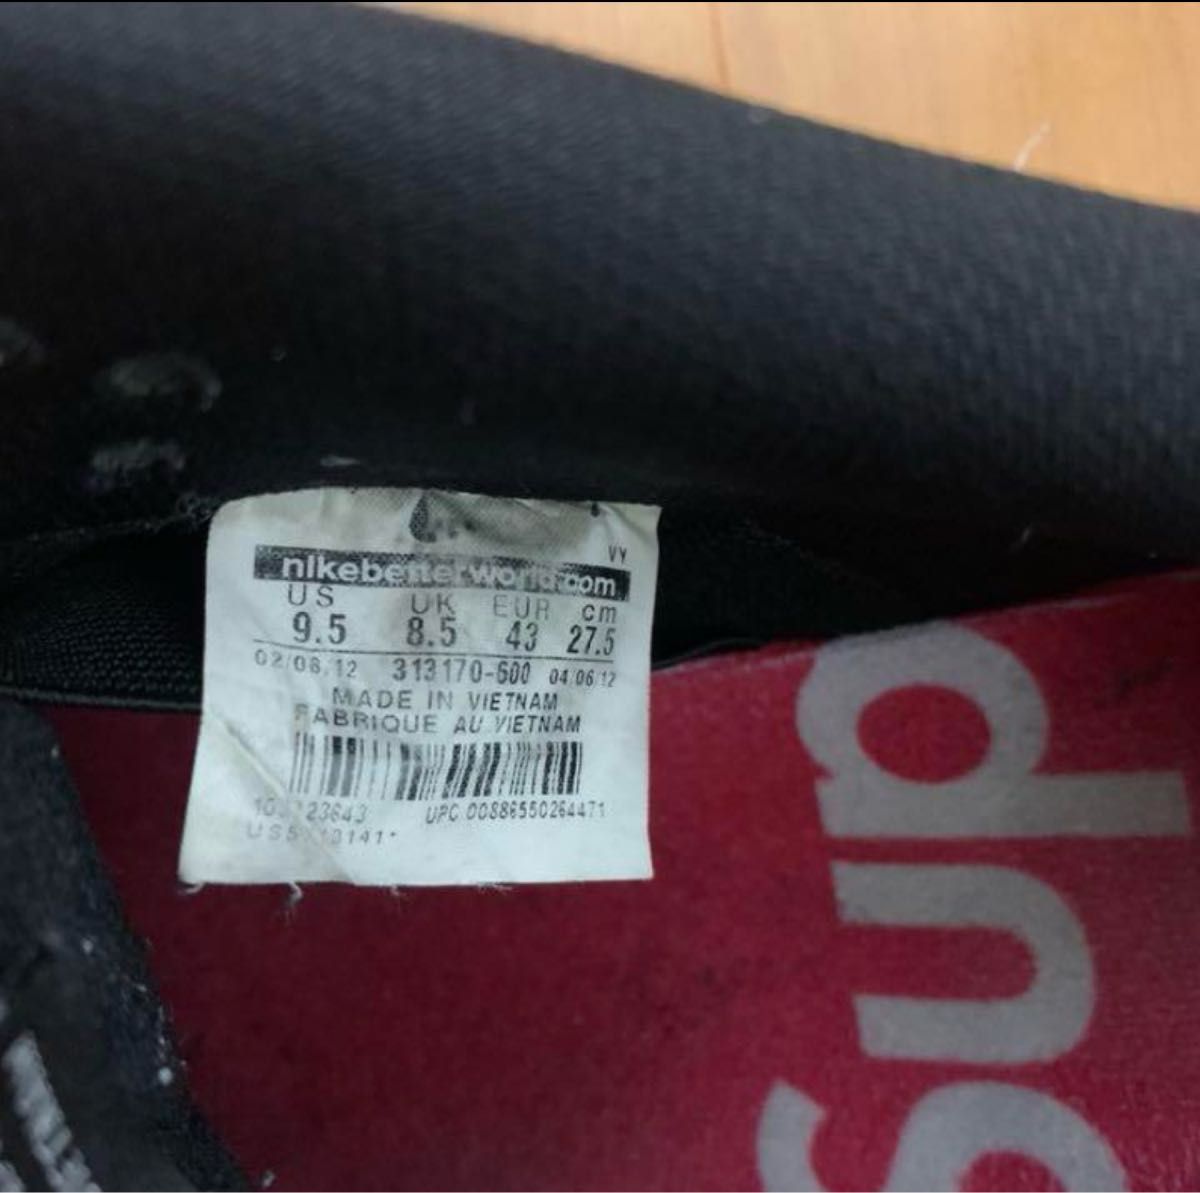 VY
nikebetterworld.com
US UK EUR cm
9.5 8.5 43 27.5
02/06/12 313170-600 04/06/12
MADE IN VIETNAM
FABRIQUE AU VIETNAM
UPC 00886550264471
Sup